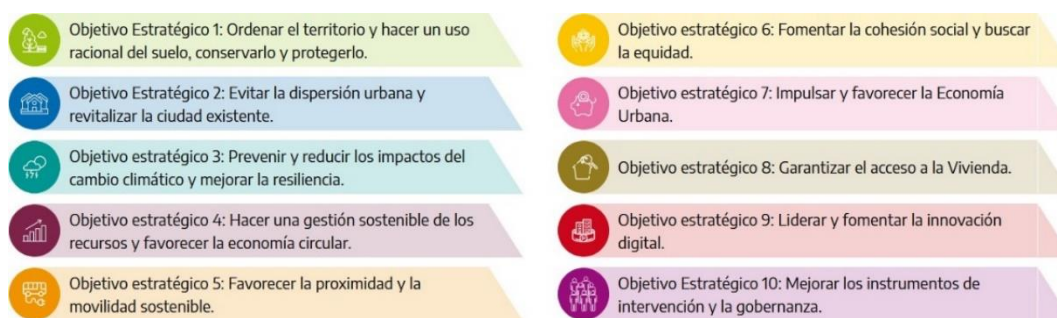 Objetivo Estratégico 1: Ordenar el territorio y hacer un uso
racional del suelo, conservarlo y protegerlo.
Objetivo Estratégico 2: Evitar la dispersión urbana y
revitalizar la ciudad existente.
Objetivo estratégico 3: Prevenir y reducir los impactos del
cambio climático y mejorar la resiliencia.
Objetivo estratégico 4: Hacer una gestión sostenible de los
recursos y favorecer la economía circular.
Objetivo estratégico 5: Favorecer la proximidad y la
movilidad sostenible.
Objetivo estratégico 6: Fomentar la cohesión social y buscar
la equidad.
Objetivo estratégico 7: Impulsar y favorecer la Economía
Urbana.
Objetivo estratégico 8: Garantizar el acceso a la Vivienda.
Objetivo estratégico 9: Liderar y fomentar la innovación
digital.
Objetivo Estratégico 10: Mejorar los instrumentos de
intervención y la gobernanza.